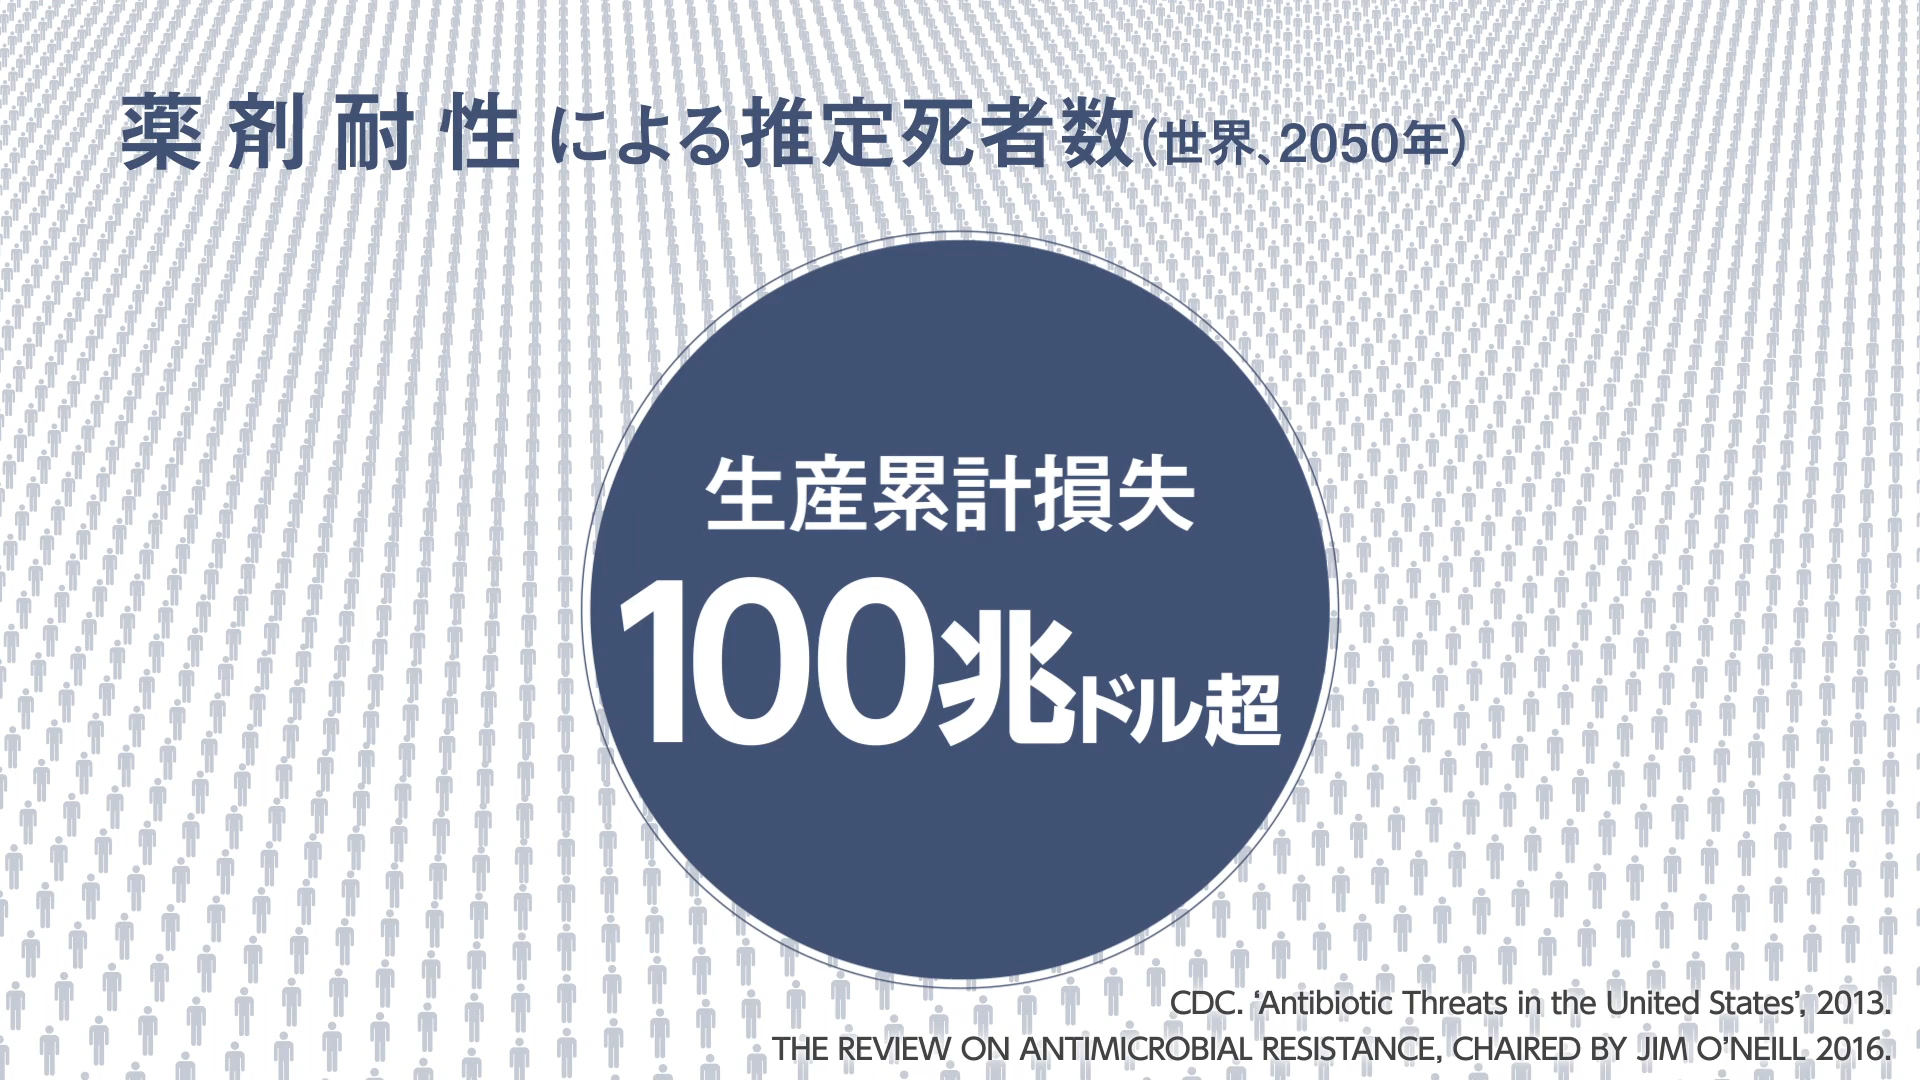 薬剤耐性による推定死者数(世界、2050年)
生産累計損失
100兆ドル超
CDC. ‘Antibiotic Threats in the United States’, 2013.
THE REVIEW ON ANTIMICROBIAL RESISTANCE, CHAIRED BY JIM O’NEILL 2016.